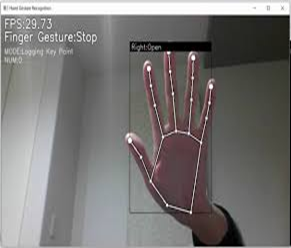 Hand Gesture Recognition
FPS:29.73
Finger Gesture:Stop
MODE:Logging Key Point
NUM:0
Right:Open